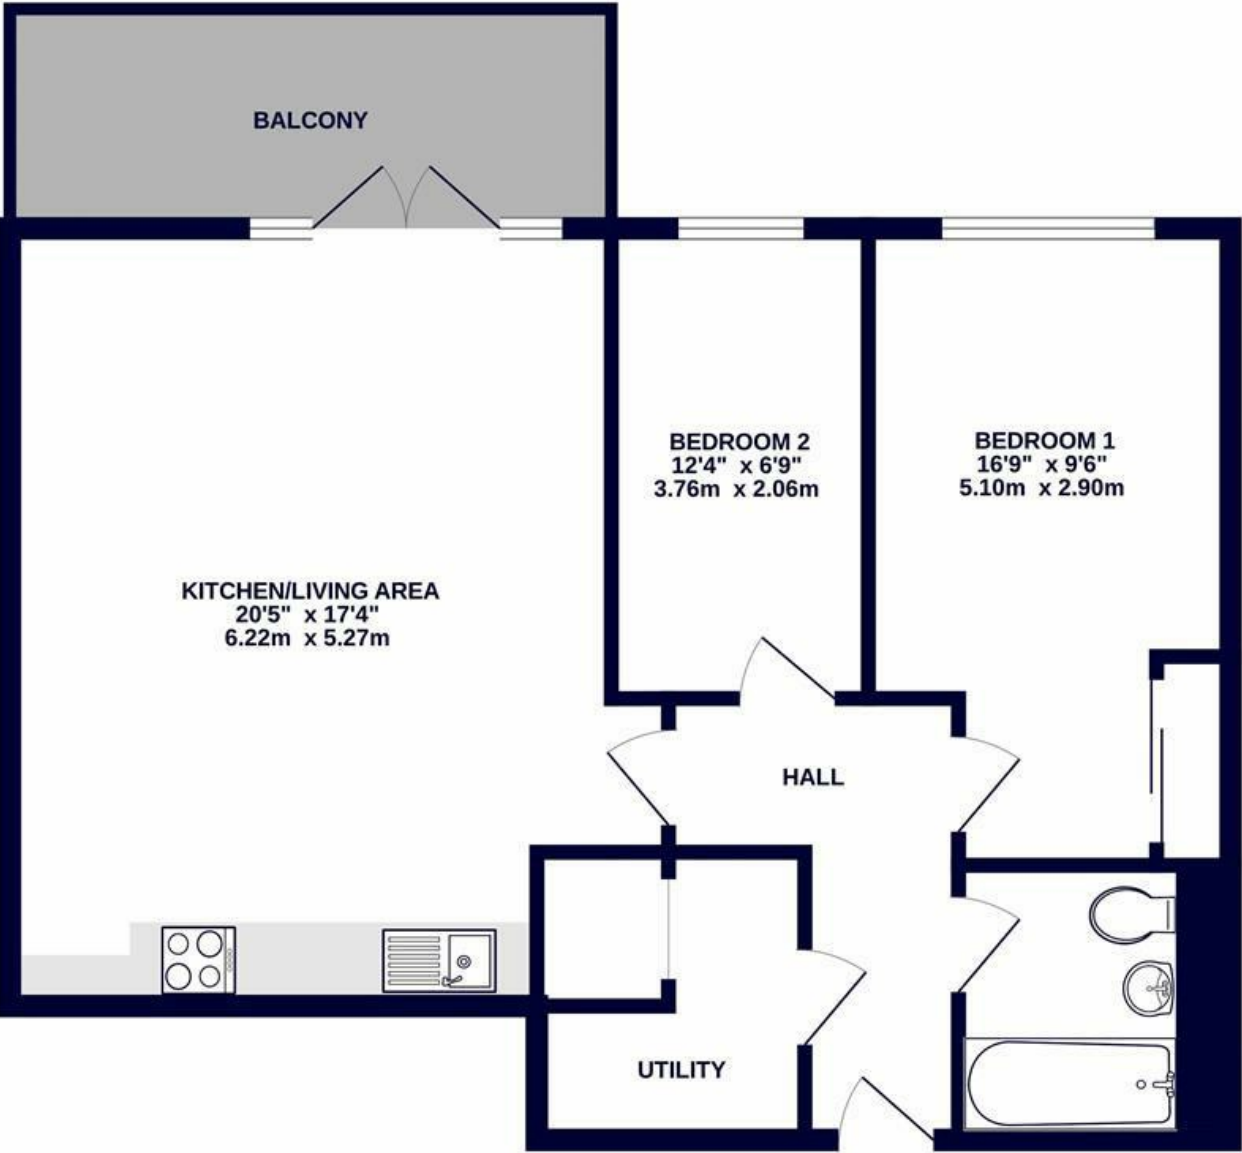 BALCONY
BEDROOM 2
12'4" x 6'9"
3.76m x 2.06m
BEDROOM 1
16'9" x 9'6"
5.10m x 2.90m
KITCHEN/LIVING AREA
20'5" x 17'4"
6.22m x 5.27m
HALL
UTILITY